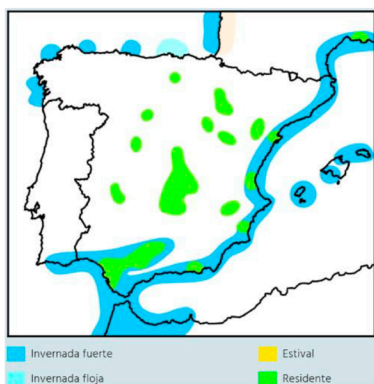 Invernada fuerte
Estival
Invernada floja
Residente